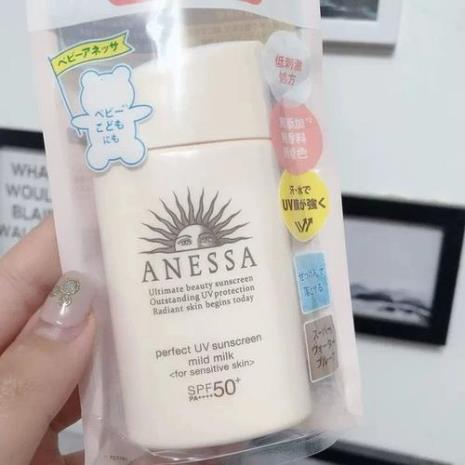 ベビーアネッサ
ベビー
こども
にも
低刺激
処方
無添加
無香料
無着色
汗・水で
UV膜が強く
せっけんで
落とせる
スーパー
ウォーター
プルーフ
ANESSA
Ultimate beauty sunscreen
Outstanding UV protection
Radiant skin begins today
perfect UV sunscreen
mild milk
<for sensitive skin>
SPF50+
PA++++
WHA
WOULD
BLAI
WAL